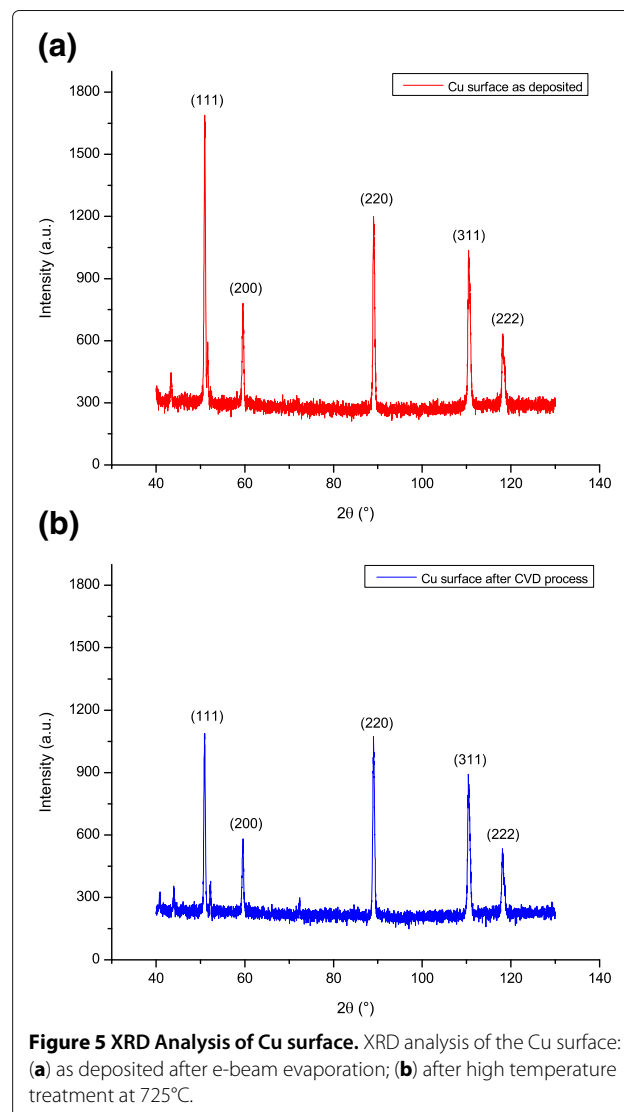 (a)
Cu surface as deposited
1800
1500
1200
900
600
300
0
Intensity (a.u.)
(111)
(200)
(220)
(311)
(222)
40 60 80 100 120 140
2θ (°)
(b)
Cu surface after CVD process
1800
1500
1200
900
600
300
0
Intensity (a.u.)
(111)
(200)
(220)
(311)
(222)
40 60 80 100 120 140
2θ (°)
Figure 5 XRD Analysis of Cu surface. XRD analysis of the Cu surface:
(a) as deposited after e-beam evaporation; (b) after high temperature
treatment at 725°C.